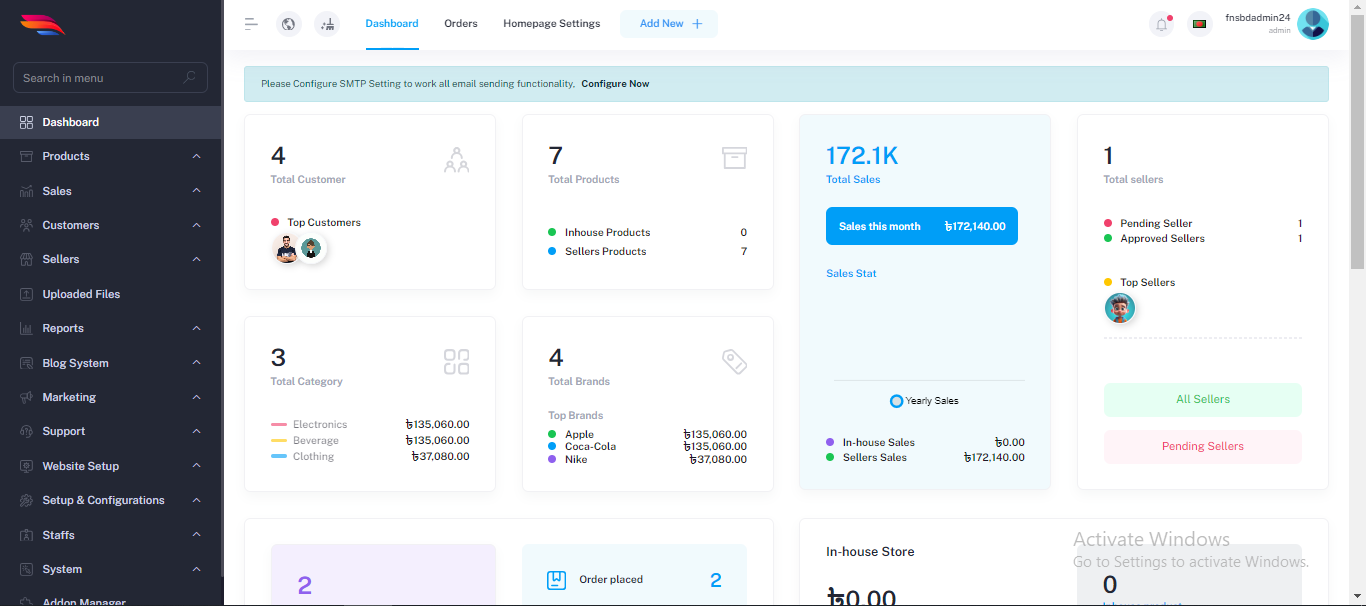 Dashboard
Orders
Homepage Settings
Add New
fnsbdadmin24
admin
Search in menu
Dashboard
Products
Sales
Customers
Sellers
Uploaded Files
Reports
Blog System
Marketing
Support
Website Setup
Setup & Configurations
Staffs
System
Addon Manager
Please Configure SMTP Setting to work all email sending functionality, Configure Now
4
Total Customer
Top Customers
7
Total Products
Inhouse Products 0
Sellers Products 7
172.1K
Total Sales
Sales this month ৳172,140.00
Sales Stat
Yearly Sales
In-house Sales ৳0.00
Sellers Sales ৳172,140.00
1
Total sellers
Pending Seller 1
Approved Sellers 1
Top Sellers
All Sellers
Pending Sellers
3
Total Category
Electronics ৳135,060.00
Beverage ৳135,060.00
Clothing ৳37,080.00
4
Total Brands
Top Brands
Apple ৳135,060.00
Coca-Cola ৳135,060.00
Nike ৳37,080.00
2
Order placed 2
In-house Store
৳0.00
0
Inhouse product
Activate Windows
Go to Settings to activate Windows.